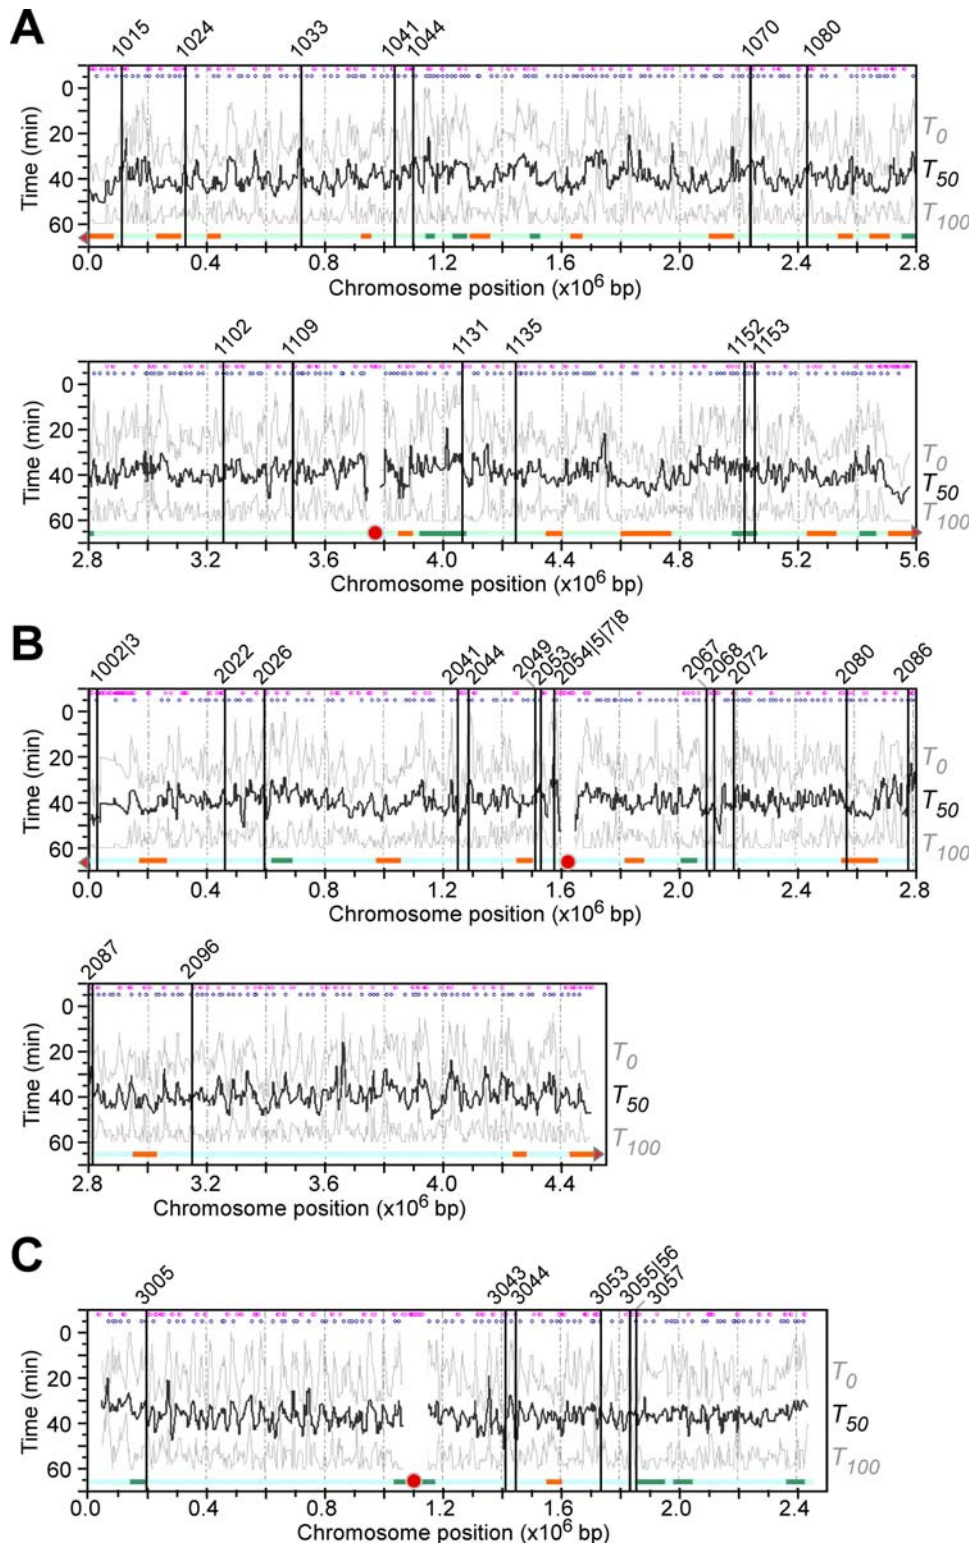 A
1015 1024 1033 1041 1044 1070 1080
0
20
40
60
Time (min)
T0
T50
T100
0.0 0.4 0.8 1.2 1.6 2.0 2.4 2.8
Chromosome position (x10^6 bp)
1102 1109 1131 1135 1152 1153
0
20
40
60
Time (min)
T0
T50
T100
2.8 3.2 3.6 4.0 4.4 4.8 5.2 5.6
Chromosome position (x10^6 bp)
B
1002|3 2022 2026 2041 2044 2049 2053 2054|5|7|8 2067 2068 2072 2080 2086
0
20
40
60
Time (min)
T0
T50
T100
0.0 0.4 0.8 1.2 1.6 2.0 2.4 2.8
Chromosome position (x10^6 bp)
2087 2096
0
20
40
60
Time (min)
T0
T50
T100
2.8 3.2 3.6 4.0 4.4
Chromosome position (x10^6 bp)
C
3005 3043 3044 3053 3055|56 3057
0
20
40
60
Time (min)
T0
T50
T100
0.0 0.4 0.8 1.2 1.6 2.0 2.4
Chromosome position (x10^6 bp)